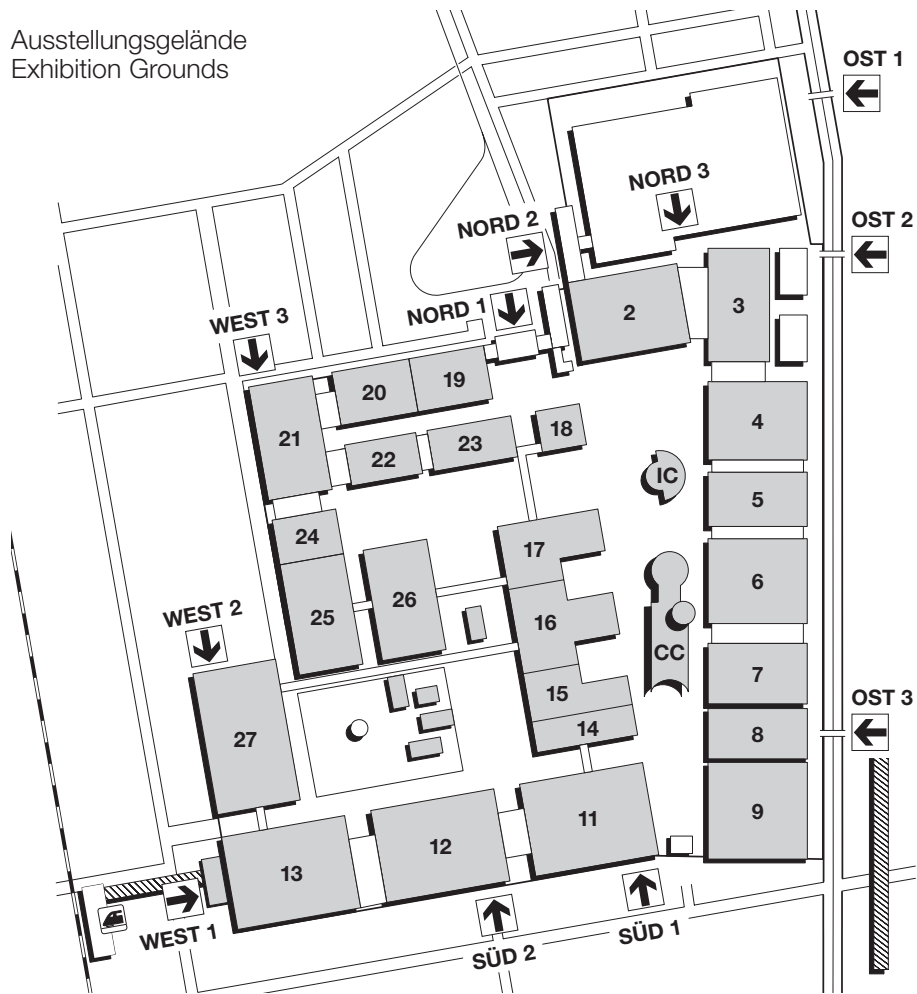 Ausstellungsgelände
Exhibition Grounds
OST 1
NORD 3
OST 2
NORD 2
NORD 1
WEST 3
2
3
20
19
4
21
23
18
22
IC
5
24
17
6
25
26
16
WEST 2
CC
7
15
OST 3
14
8
27
11
9
12
13
WEST 1
SÜD 2
SÜD 1